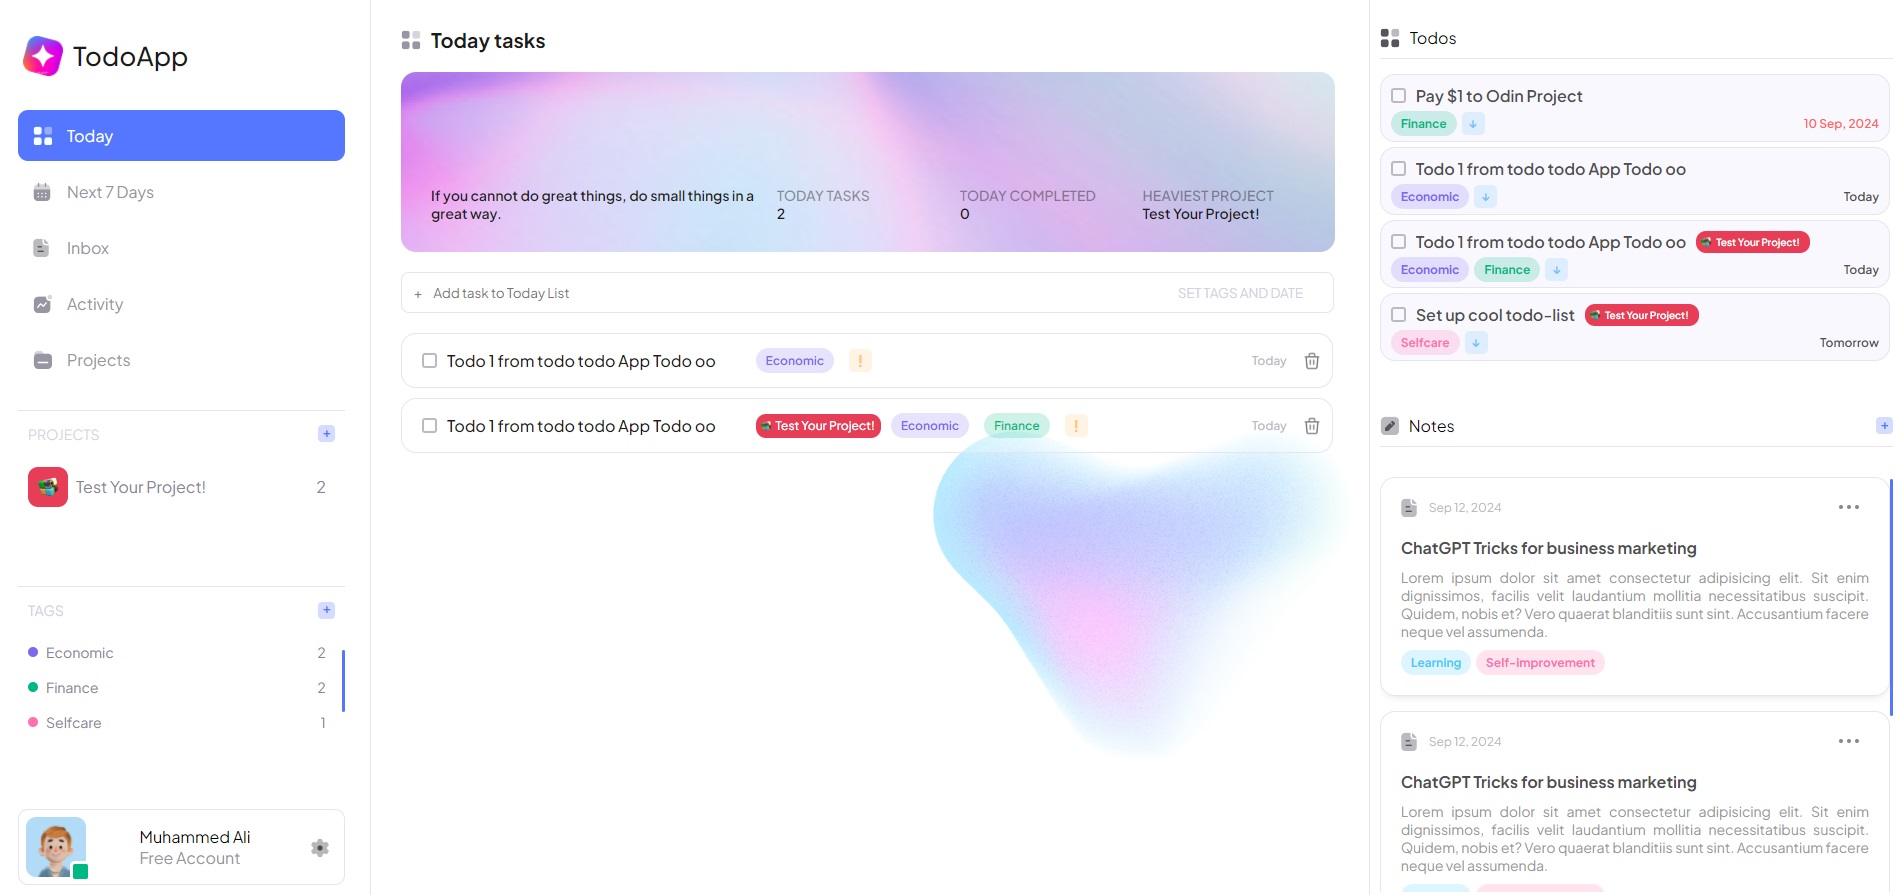 TodoApp
Today
Next 7 Days
Inbox
Activity
Projects
PROJECTS
+
Test Your Project!
2
TAGS
+
Economic
2
Finance
2
Selfcare
1
Muhammed Ali
Free Account
Today tasks
If you cannot do great things, do small things in a
great way.
TODAY TASKS
2
TODAY COMPLETED
0
HEAVIEST PROJECT
Test Your Project!
+ Add task to Today List
SET TAGS AND DATE
Todo 1 from todo todo App Todo oo
Economic
!
Today
Todo 1 from todo todo App Todo oo
Test Your Project!
Economic
Finance
!
Today
Todos
Pay $1 to Odin Project
Finance
↓
10 Sep, 2024
Todo 1 from todo todo App Todo oo
Economic
↓
Today
Todo 1 from todo todo App Todo oo
Test Your Project!
Economic
Finance
↓
Today
Set up cool todo-list
Test Your Project!
Selfcare
↓
Tomorrow
Notes
+
Sep 12, 2024
ChatGPT Tricks for business marketing
Lorem ipsum dolor sit amet consectetur adipisicing elit. Sit enim
dignissimos, facilis velit laudantium mollitia necessitatibus suscipit.
Quidem, nobis et? Vero quaerat blanditiis sunt sint. Accusantium facere
neque vel assumenda.
Learning
Self-improvement
Sep 12, 2024
ChatGPT Tricks for business marketing
Lorem ipsum dolor sit amet consectetur adipisicing elit. Sit enim
dignissimos, facilis velit laudantium mollitia necessitatibus suscipit.
Quidem, nobis et? Vero quaerat blanditiis sunt sint. Accusantium facere
neque vel assumenda.